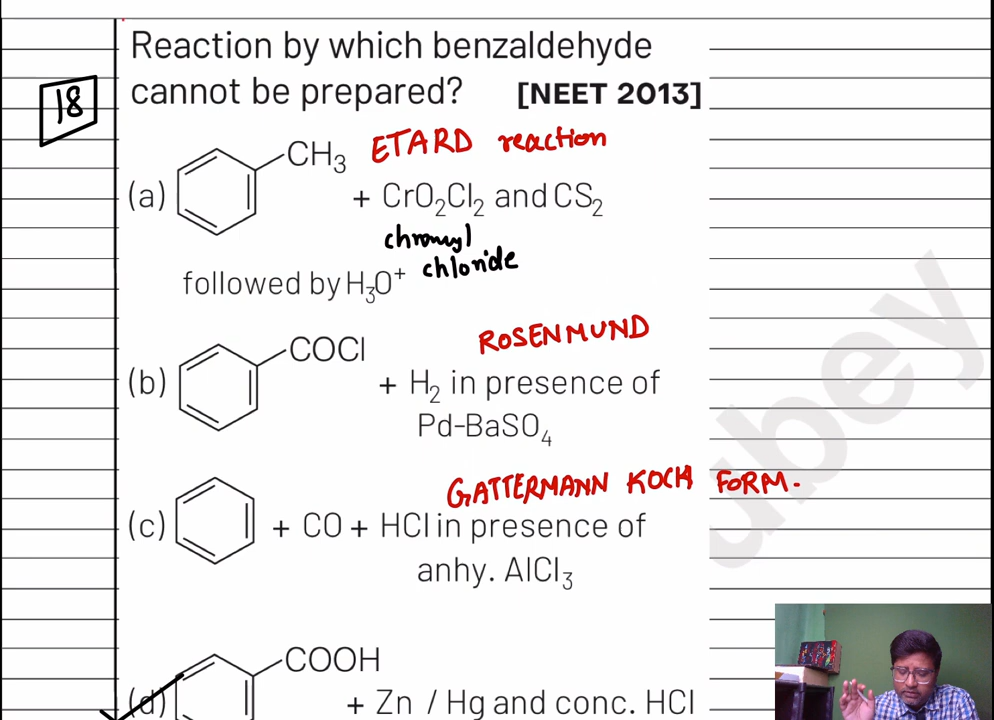 Reaction by which benzaldehyde
18
cannot be prepared? [NEET 2013]
CH₃ ETARD reaction
(a) + CrO₂Cl₂ and CS₂
chromyl
chloride
followed by H₃O⁺
ROSENMUND
COCl
(b) + H₂ in presence of
Pd-BaSO₄
GATTERMANN KOCH FORM.
(c) + CO + HCl in presence of
anhy. AlCl₃
COOH
(d) + Zn / Hg and conc. HCl
ubey